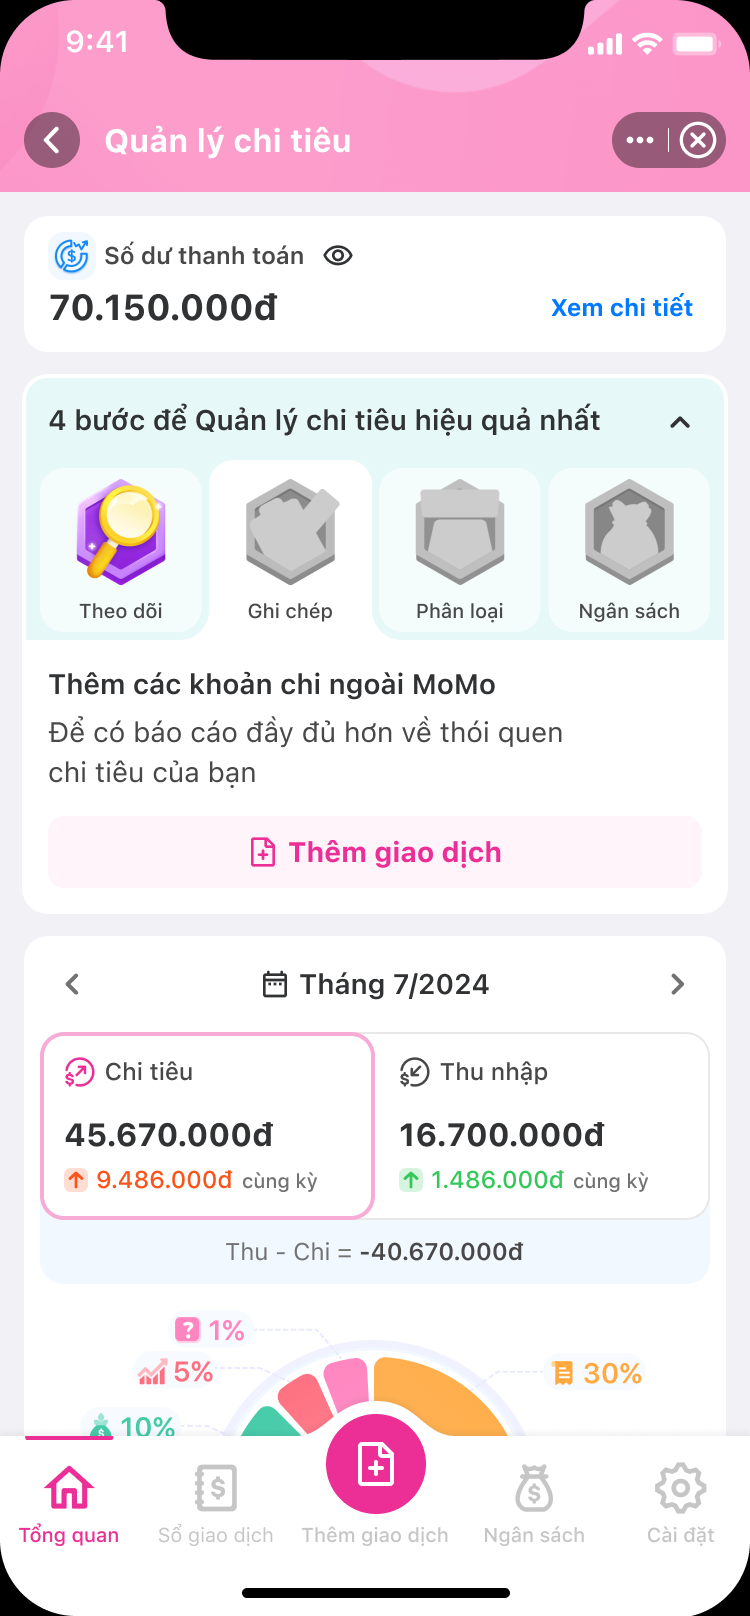 9:41
Quản lý chi tiêu
Số dư thanh toán
70.150.000đ
Xem chi tiết
4 bước để Quản lý chi tiêu hiệu quả nhất
Theo dõi
Ghi chép
Phân loại
Ngân sách
Thêm các khoản chi ngoài MoMo
Để có báo cáo đầy đủ hơn về thói quen
chi tiêu của bạn
Thêm giao dịch
Tháng 7/2024
Chi tiêu
45.670.000đ
9.486.000đ cùng kỳ
Thu nhập
16.700.000đ
1.486.000đ cùng kỳ
Thu - Chi = -40.670.000đ
1%
5%
30%
10%
Tổng quan
Sổ giao dịch
Thêm giao dịch
Ngân sách
Cài đặt